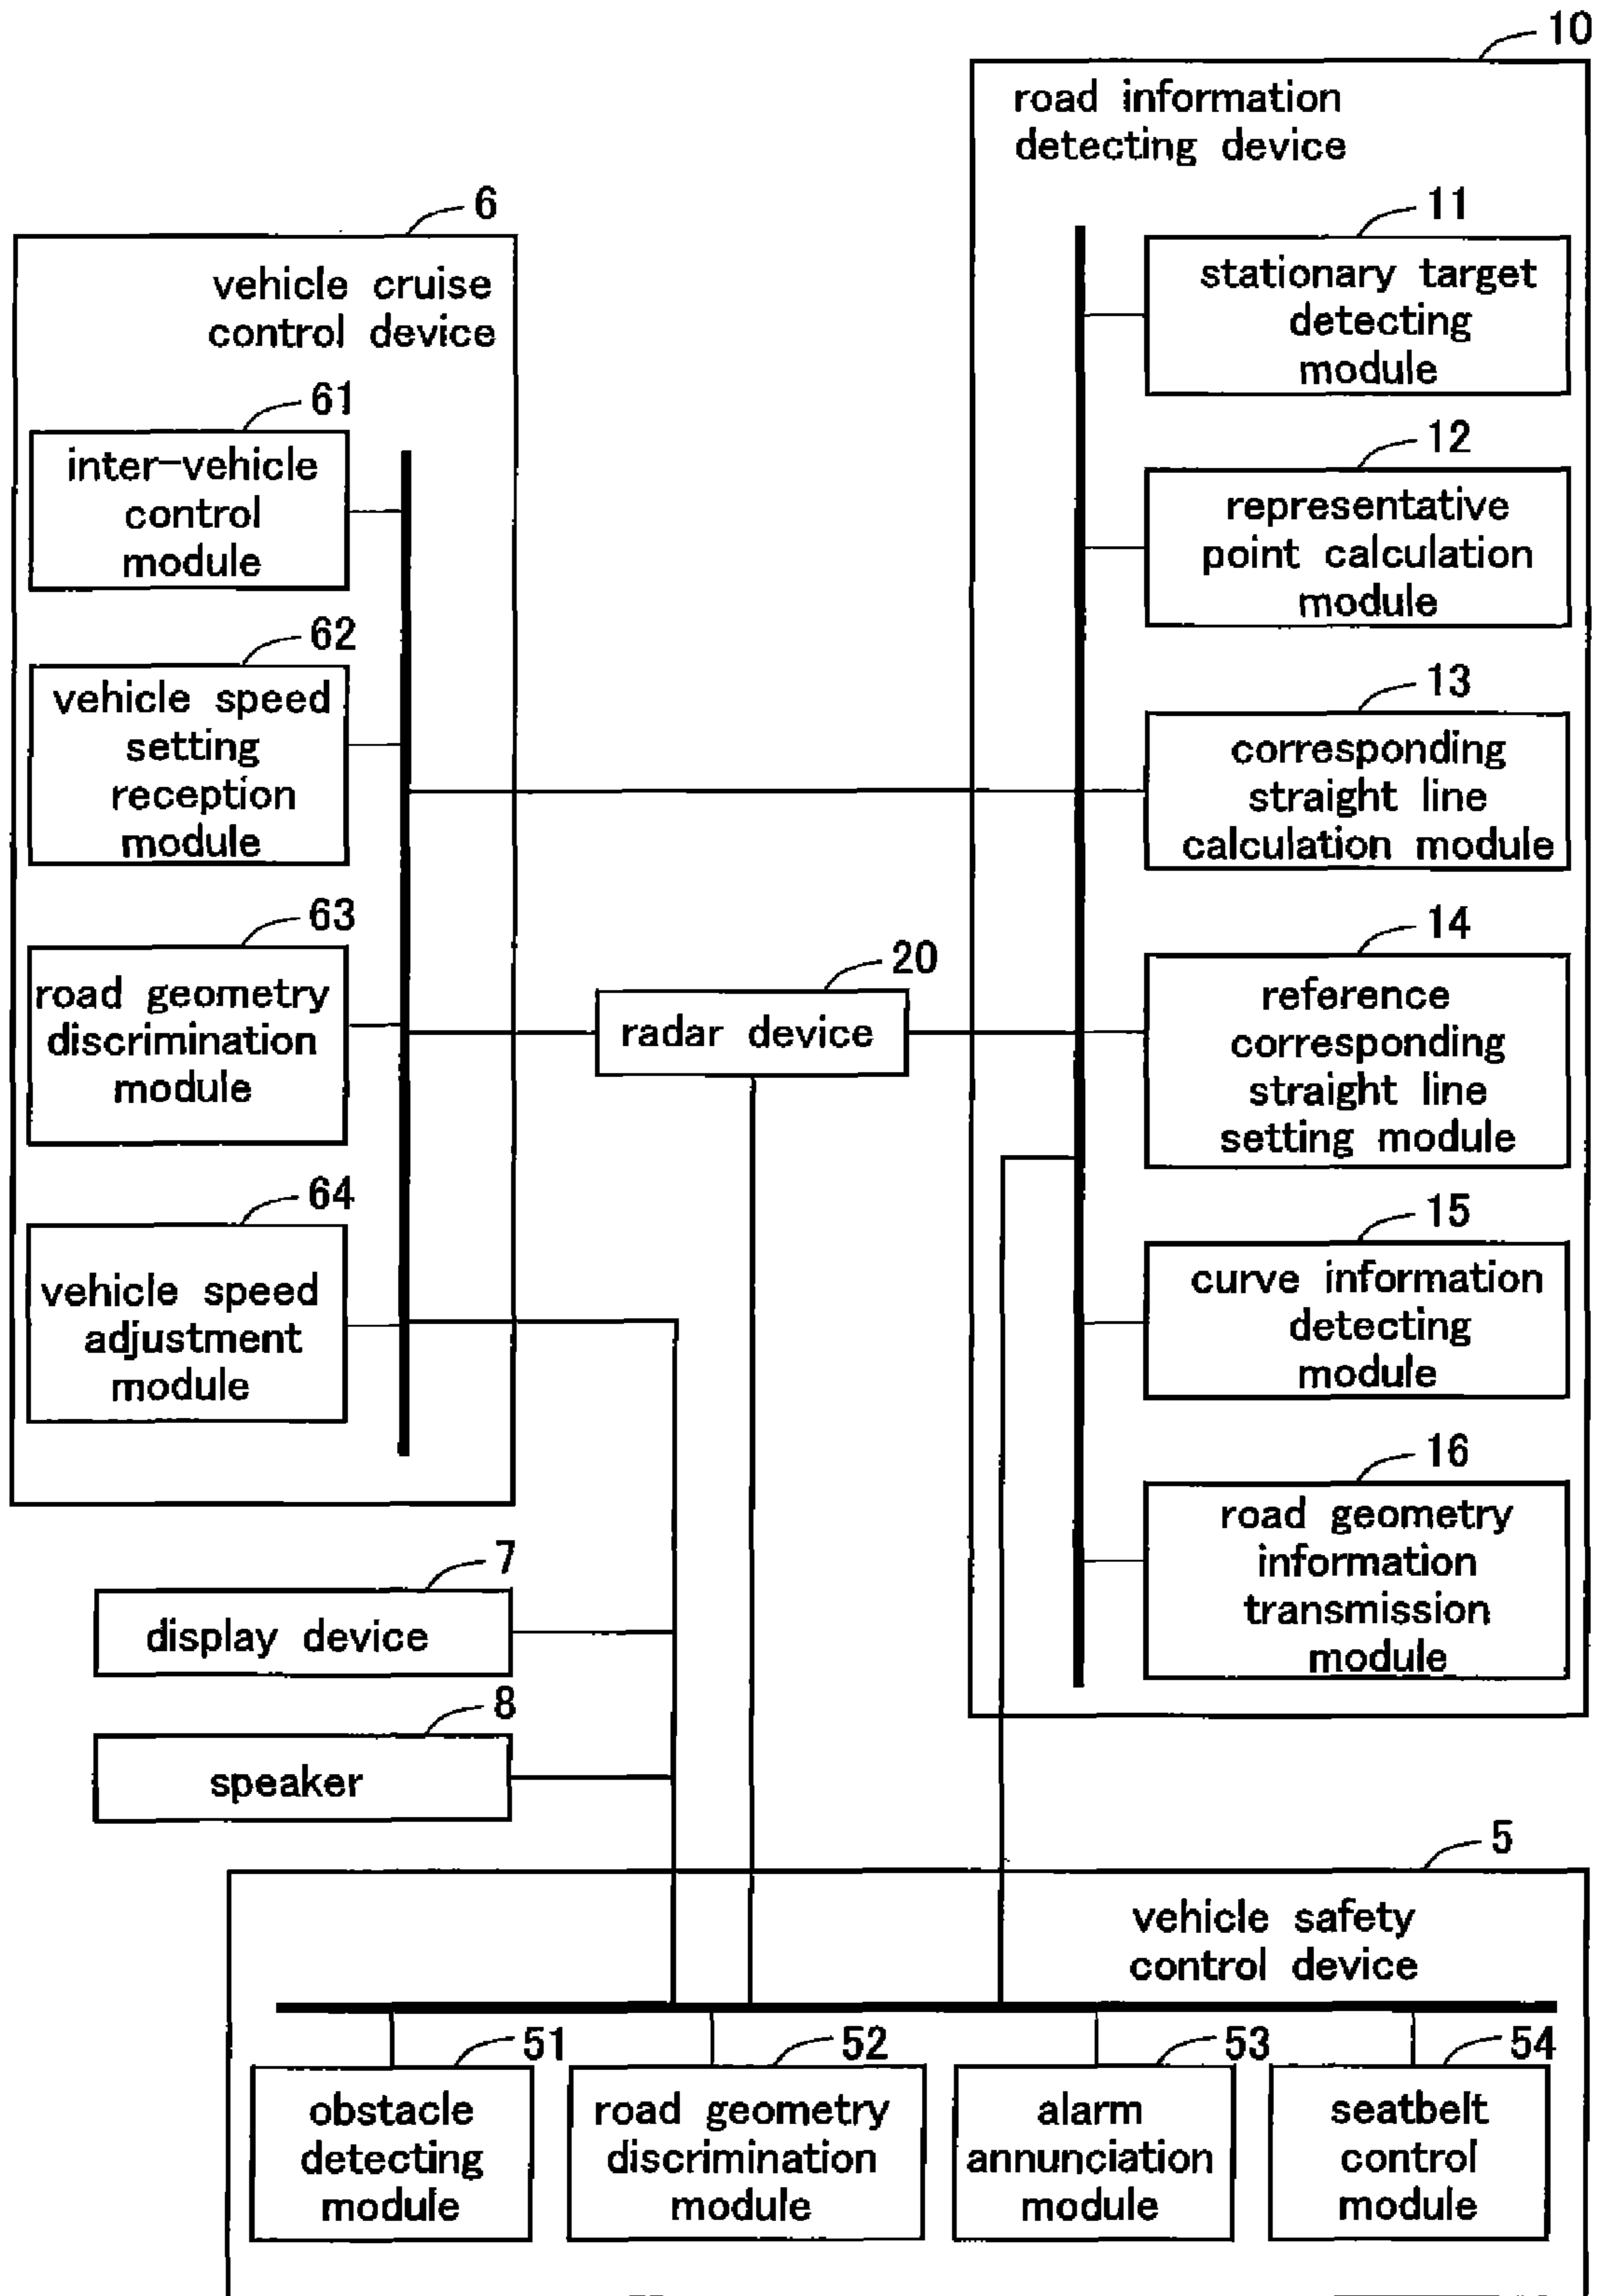 10
road information
detecting device
11
stationary target
detecting
module
12
representative
point calculation
module
13
corresponding
straight line
calculation module
14
reference
corresponding
straight line
setting module
15
curve information
detecting
module
16
road geometry
information
transmission
module
6
vehicle cruise
control device
61
inter-vehicle
control
module
62
vehicle speed
setting
reception
module
63
road geometry
discrimination
module
64
vehicle speed
adjustment
module
20
radar device
7
display device
8
speaker
5
vehicle safety
control device
51
obstacle
detecting
module
52
road geometry
discrimination
module
53
alarm
annunciation
module
54
seatbelt
control
module